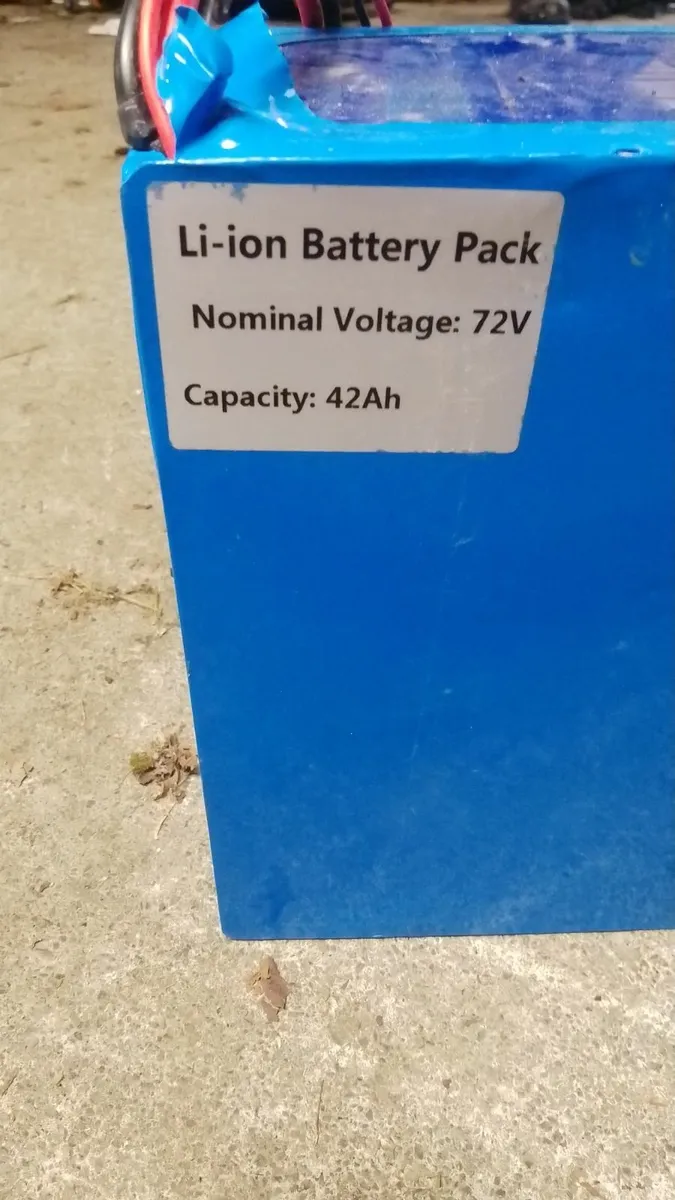 Li-ion Battery Pack
Nominal Voltage: 72V
Capacity: 42Ah